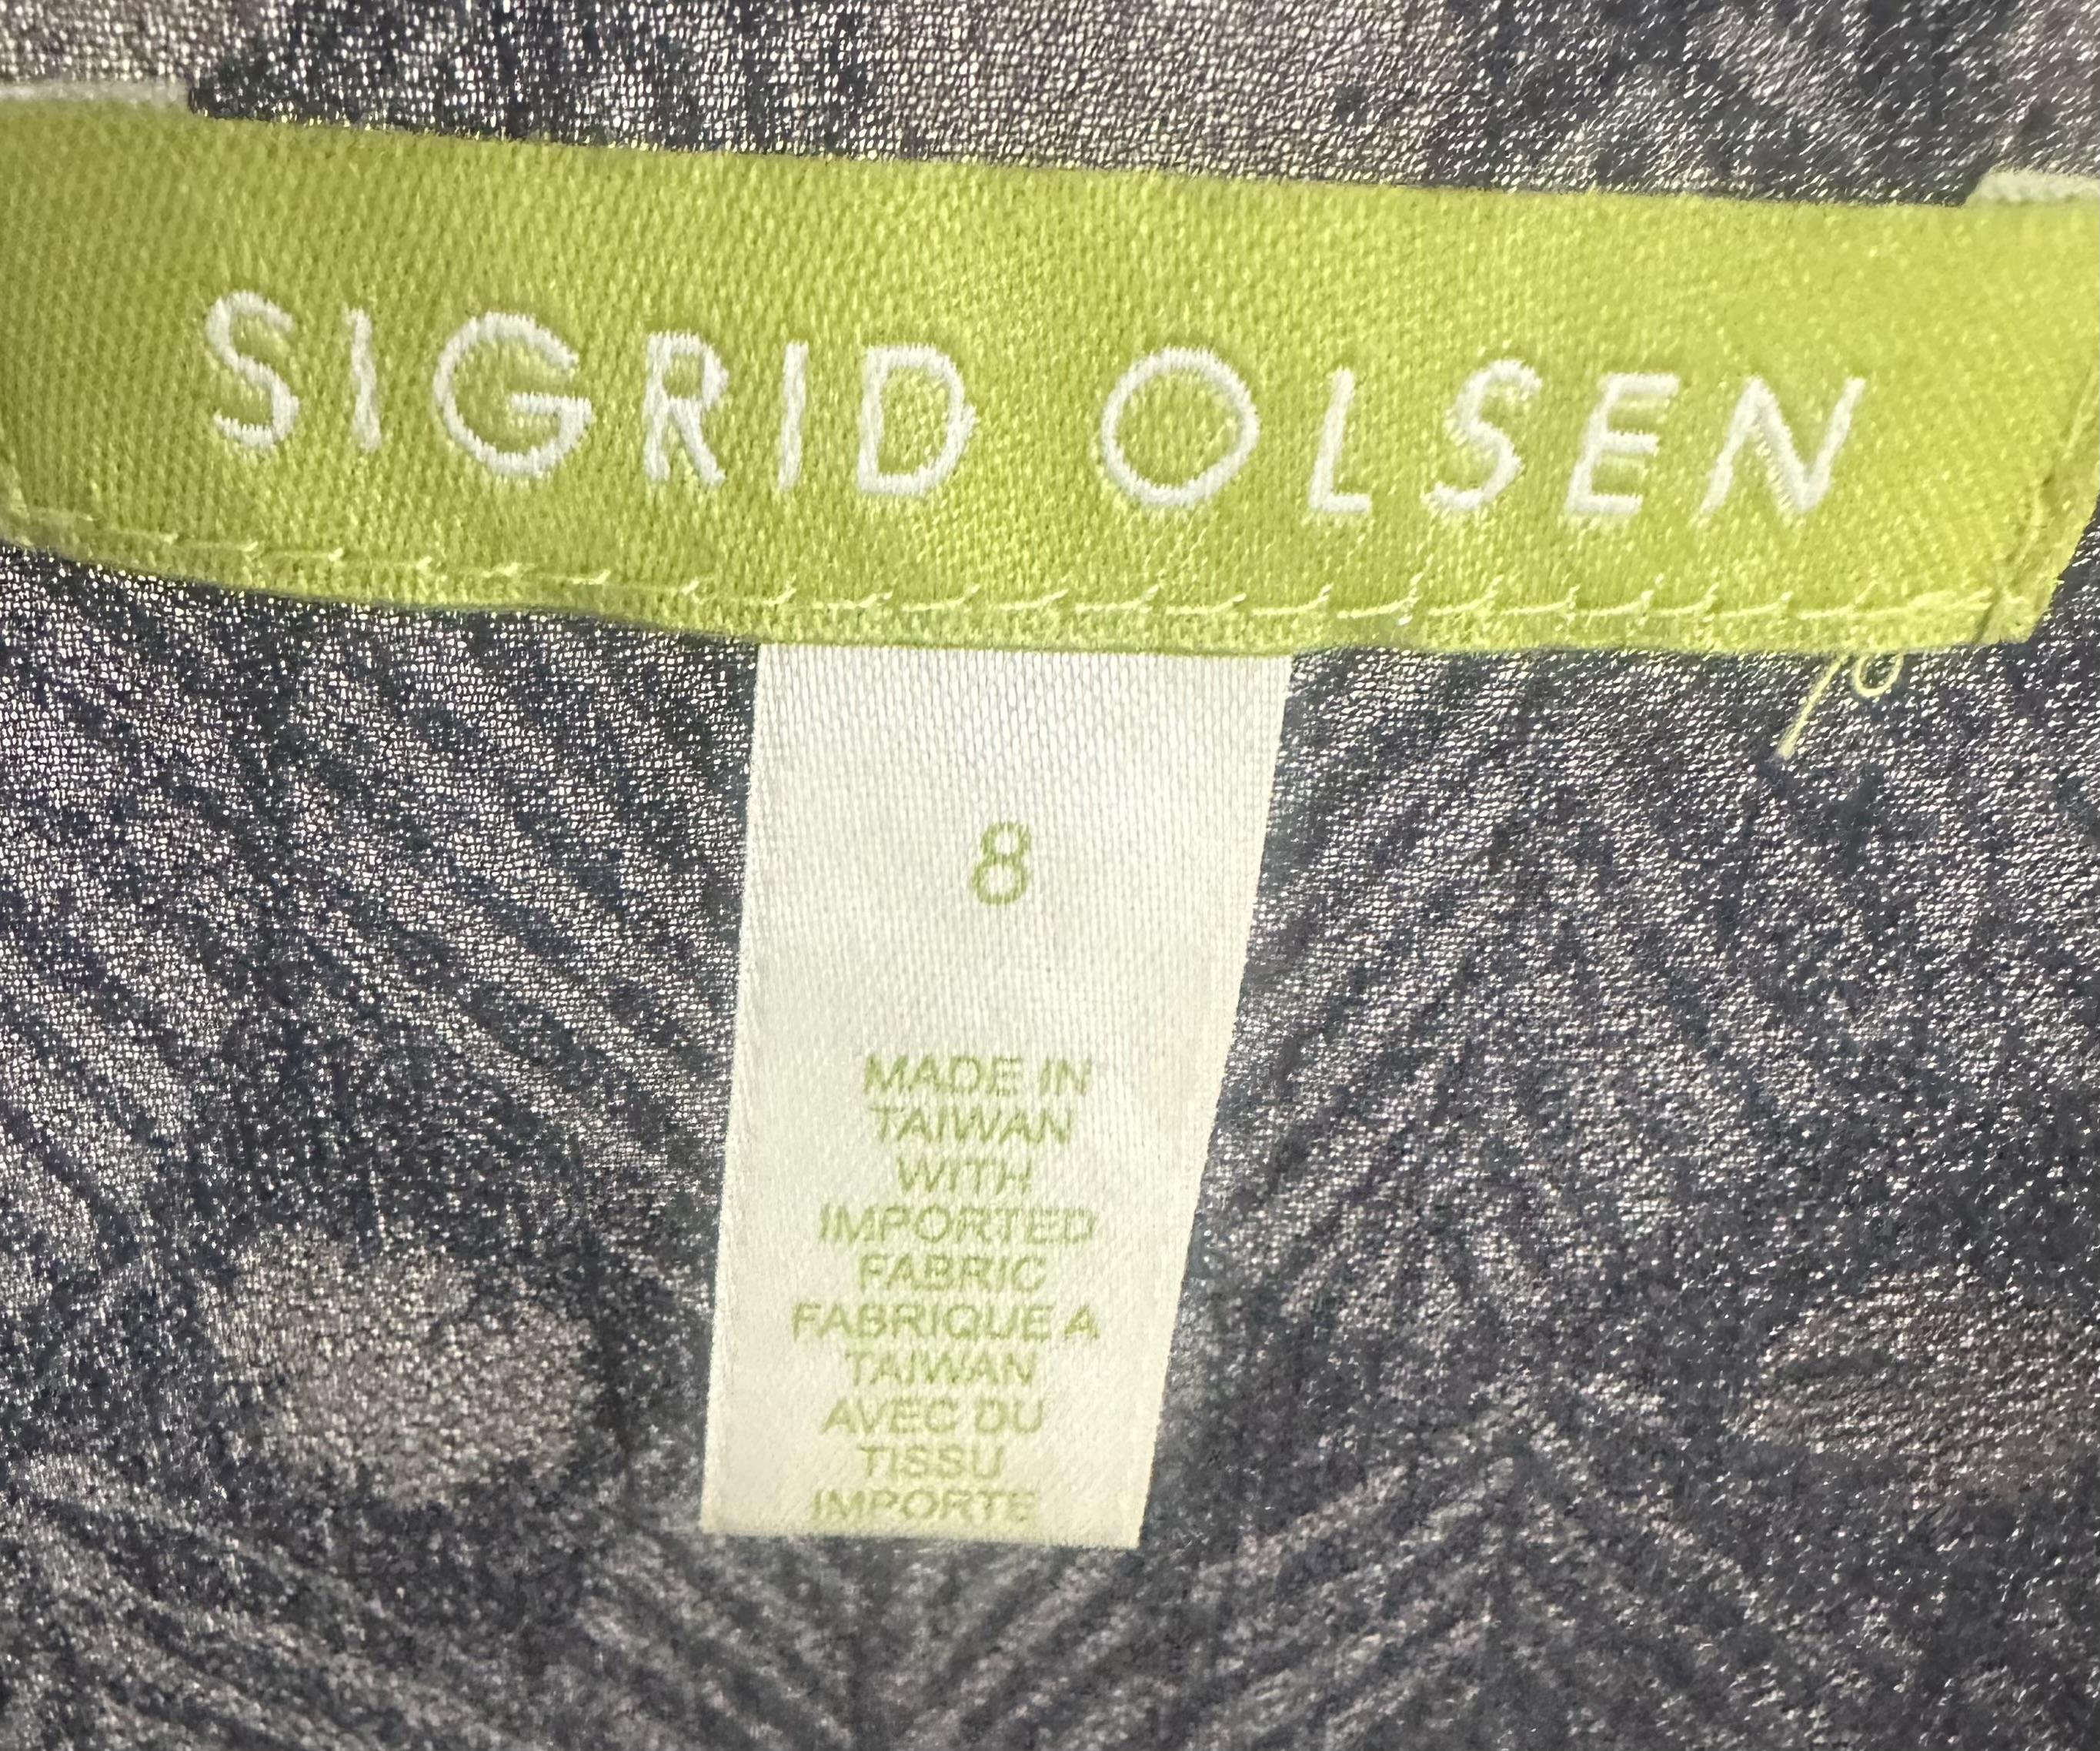 SIGRID OLSEN
8
MADE IN
TAIWAN
WITH
IMPORTED
FABRIC
FABRIQUE A
TAIWAN
AVEC DU
TISSU
IMPORTE